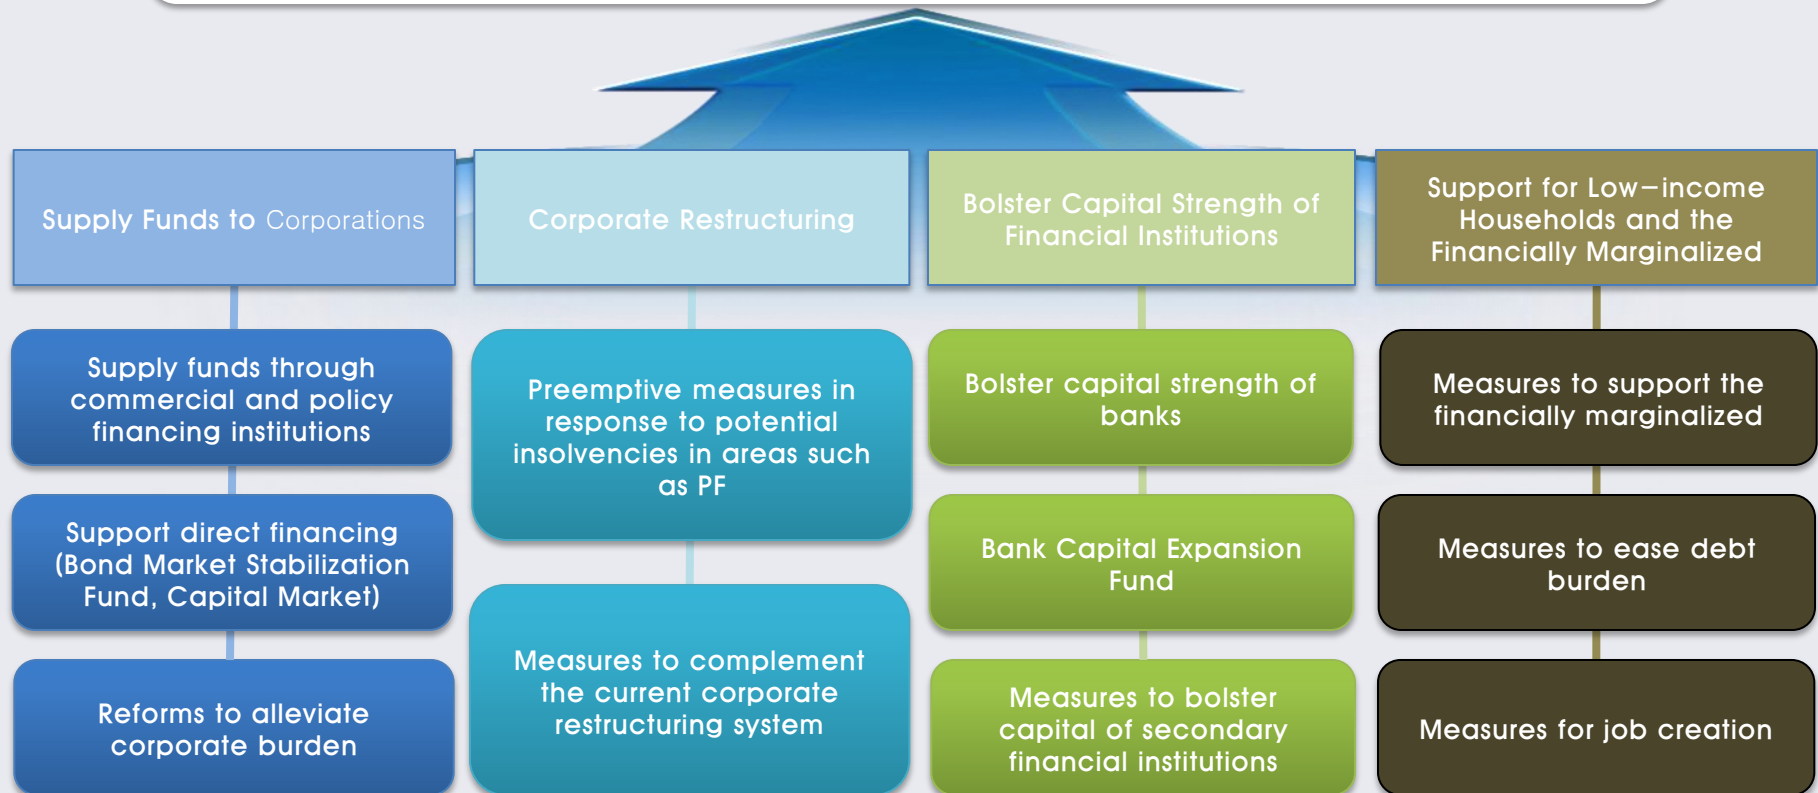 Supply Funds to Corporations
Supply funds through
commercial and policy
financing institutions
Support direct financing
(Bond Market Stabilization
Fund, Capital Market)
Reforms to alleviate
corporate burden
Corporate Restructuring
Preemptive measures in
response to potential
insolvencies in areas such
as PF
Measures to complement
the current corporate
restructuring system
Bolster Capital Strength of
Financial Institutions
Bolster capital strength of
banks
Bank Capital Expansion
Fund
Measures to bolster
capital of secondary
financial institutions
Support for Low-income
Households and the
Financially Marginalized
Measures to support the
financially marginalized
Measures to ease debt
burden
Measures for job creation